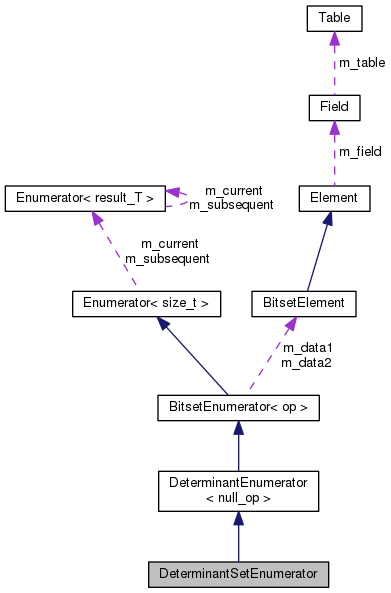 Table
m_table
Field
m_field
Enumerator< result_T >
m_current
m_subsequent
Element
m_current
m_subsequent
Enumerator< size_t >
BitsetElement
m_data1
m_data2
BitsetEnumerator< op >
DeterminantEnumerator
< null_op >
DeterminantSetEnumerator